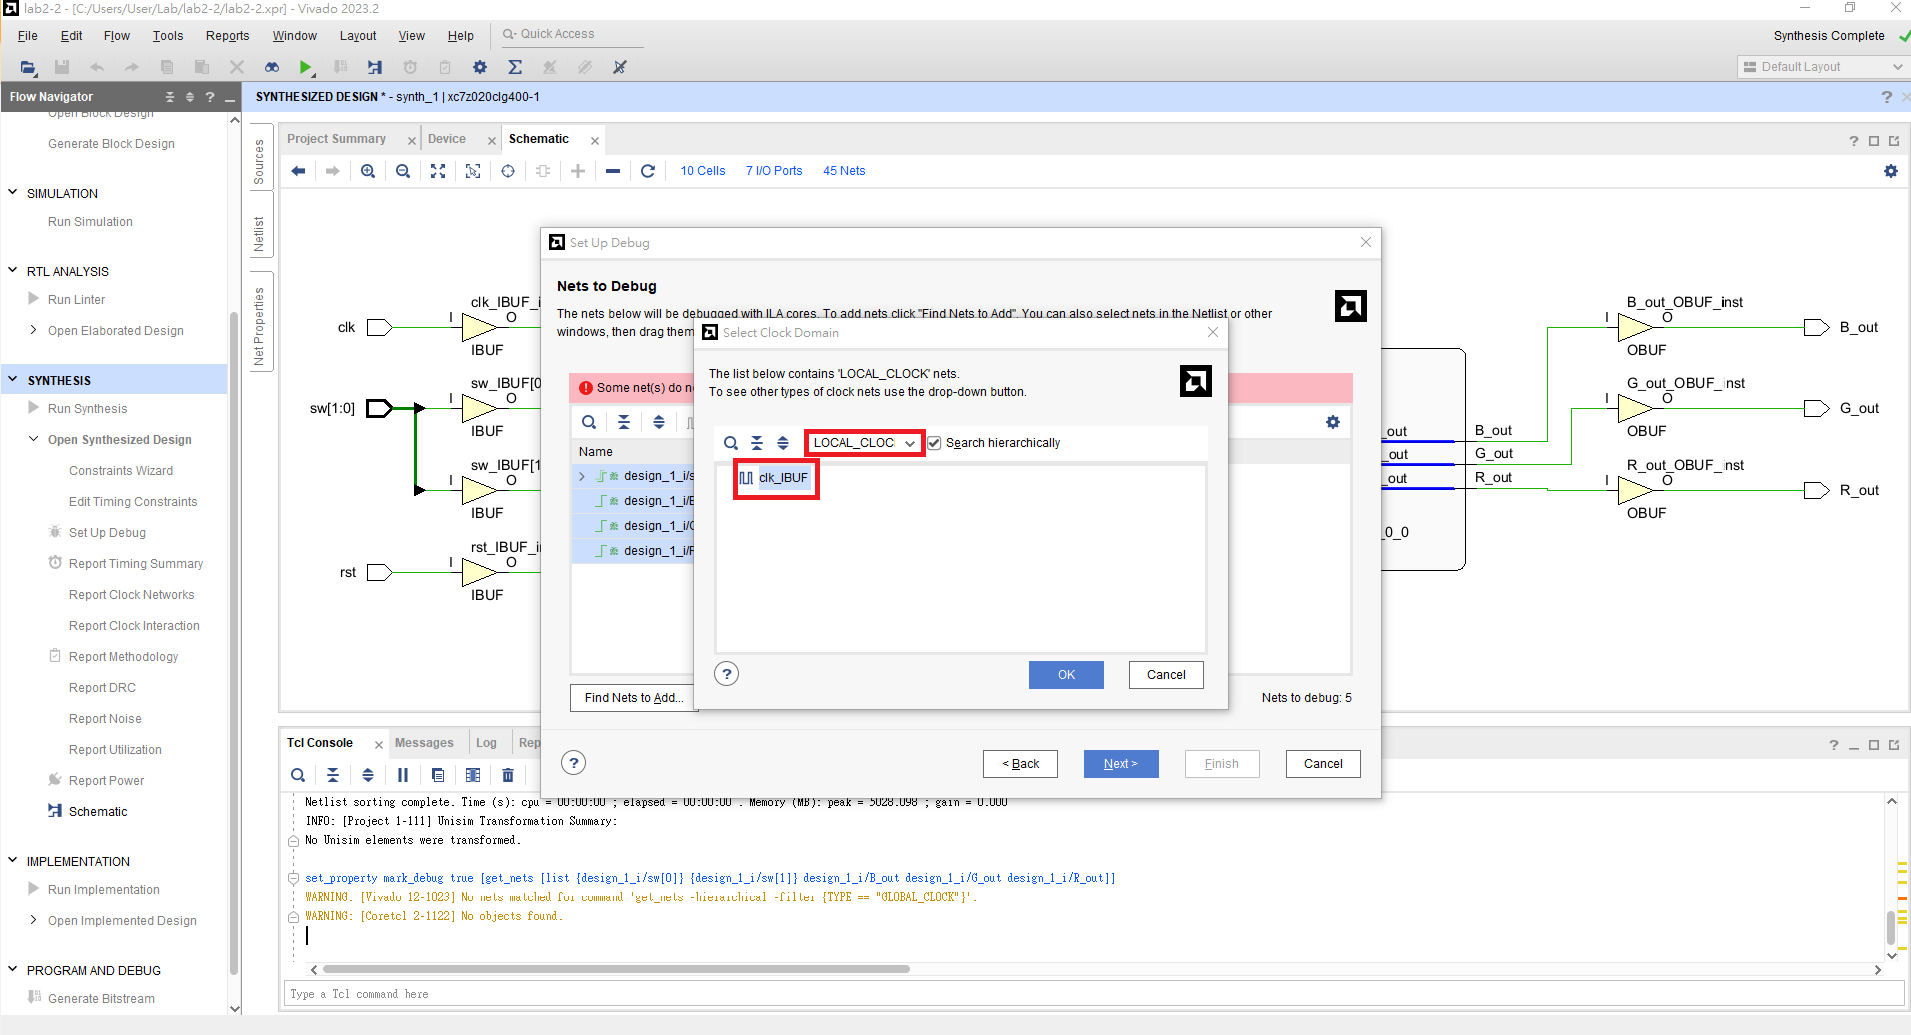 lab2-2 - [C:/Users/User/Lab/lab2-2/lab2-2.xpr] - Vivado 2023.2
File Edit Flow Tools Reports Window Layout View Help Quick Access
Synthesis Complete
Default Layout
Flow Navigator
SYNTHESIZED DESIGN * - synth_1 | xc7z020clg400-1
Open Block Design
Generate Block Design
SIMULATION
Run Simulation
RTL ANALYSIS
Run Linter
Open Elaborated Design
SYNTHESIS
Run Synthesis
Open Synthesized Design
Constraints Wizard
Edit Timing Constraints
Set Up Debug
Report Timing Summary
Report Clock Networks
Report Clock Interaction
Report Methodology
Report DRC
Report Noise
Report Utilization
Report Power
Schematic
IMPLEMENTATION
Run Implementation
Open Implemented Design
PROGRAM AND DEBUG
Generate Bitstream
Sources
Netlist
Net Properties
Project Summary Device Schematic
10 Cells 7 I/O Ports 45 Nets
clk
clk_IBUF_i
I O
IBUF
sw[1:0]
sw_IBUF[0
I O
IBUF
sw_IBUF[1
I O
IBUF
rst
rst_IBUF_in
I O
IBUF
Set Up Debug
Nets to Debug
The nets below will be debugged with ILA cores. To add nets click "Find Nets to Add". You can also select nets in the Netlist or other
windows, then drag them
Some net(s) do n
Name
design_1_i/s
design_1_i/B
design_1_i/G
design_1_i/R
Find Nets to Add...
Nets to debug: 5
< Back Next > Finish Cancel
Select Clock Domain
The list below contains 'LOCAL_CLOCK' nets.
To see other types of clock nets use the drop-down button.
LOCAL_CLOC
Search hierarchically
clk_IBUF
OK Cancel
_out
_out
_out
_0_0
B_out
G_out
R_out
B_out_OBUF_inst
I O
OBUF
B_out
G_out_OBUF_inst
I O
OBUF
G_out
R_out_OBUF_inst
I O
OBUF
R_out
Tcl Console Messages Log Rep
Netlist sorting complete. Time (s): cpu = 00:00:00 ; elapsed = 00:00:00 . Memory (MB): peak = 5028.098 ; gain = 0.000
INFO: [Project 1-111] Unisim Transformation Summary:
No Unisim elements were transformed.
set_property mark_debug true [get_nets [list {design_1_i/sw[0]} {design_1_i/sw[1]} design_1_i/B_out design_1_i/G_out design_1_i/R_out]]
WARNING: [Vivado 12-1023] No nets matched for command 'get_nets -hierarchical -filter {TYPE == "GLOBAL_CLOCK"}'.
WARNING: [Coretcl 2-1122] No objects found.
Type a Tcl command here